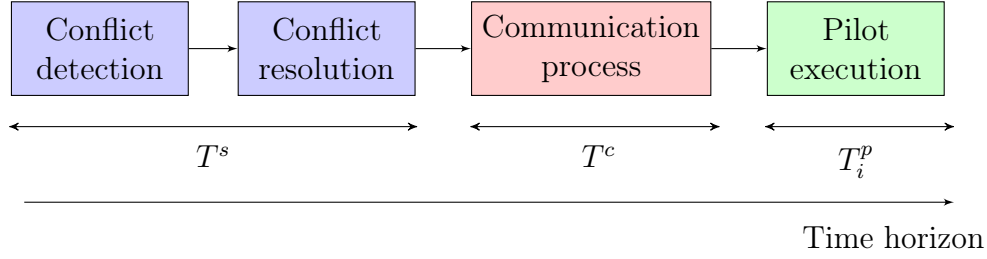 Conflict
detection
Conflict
resolution
Communication
process
Pilot
execution
T^s
T^c
T_i^p
Time horizon